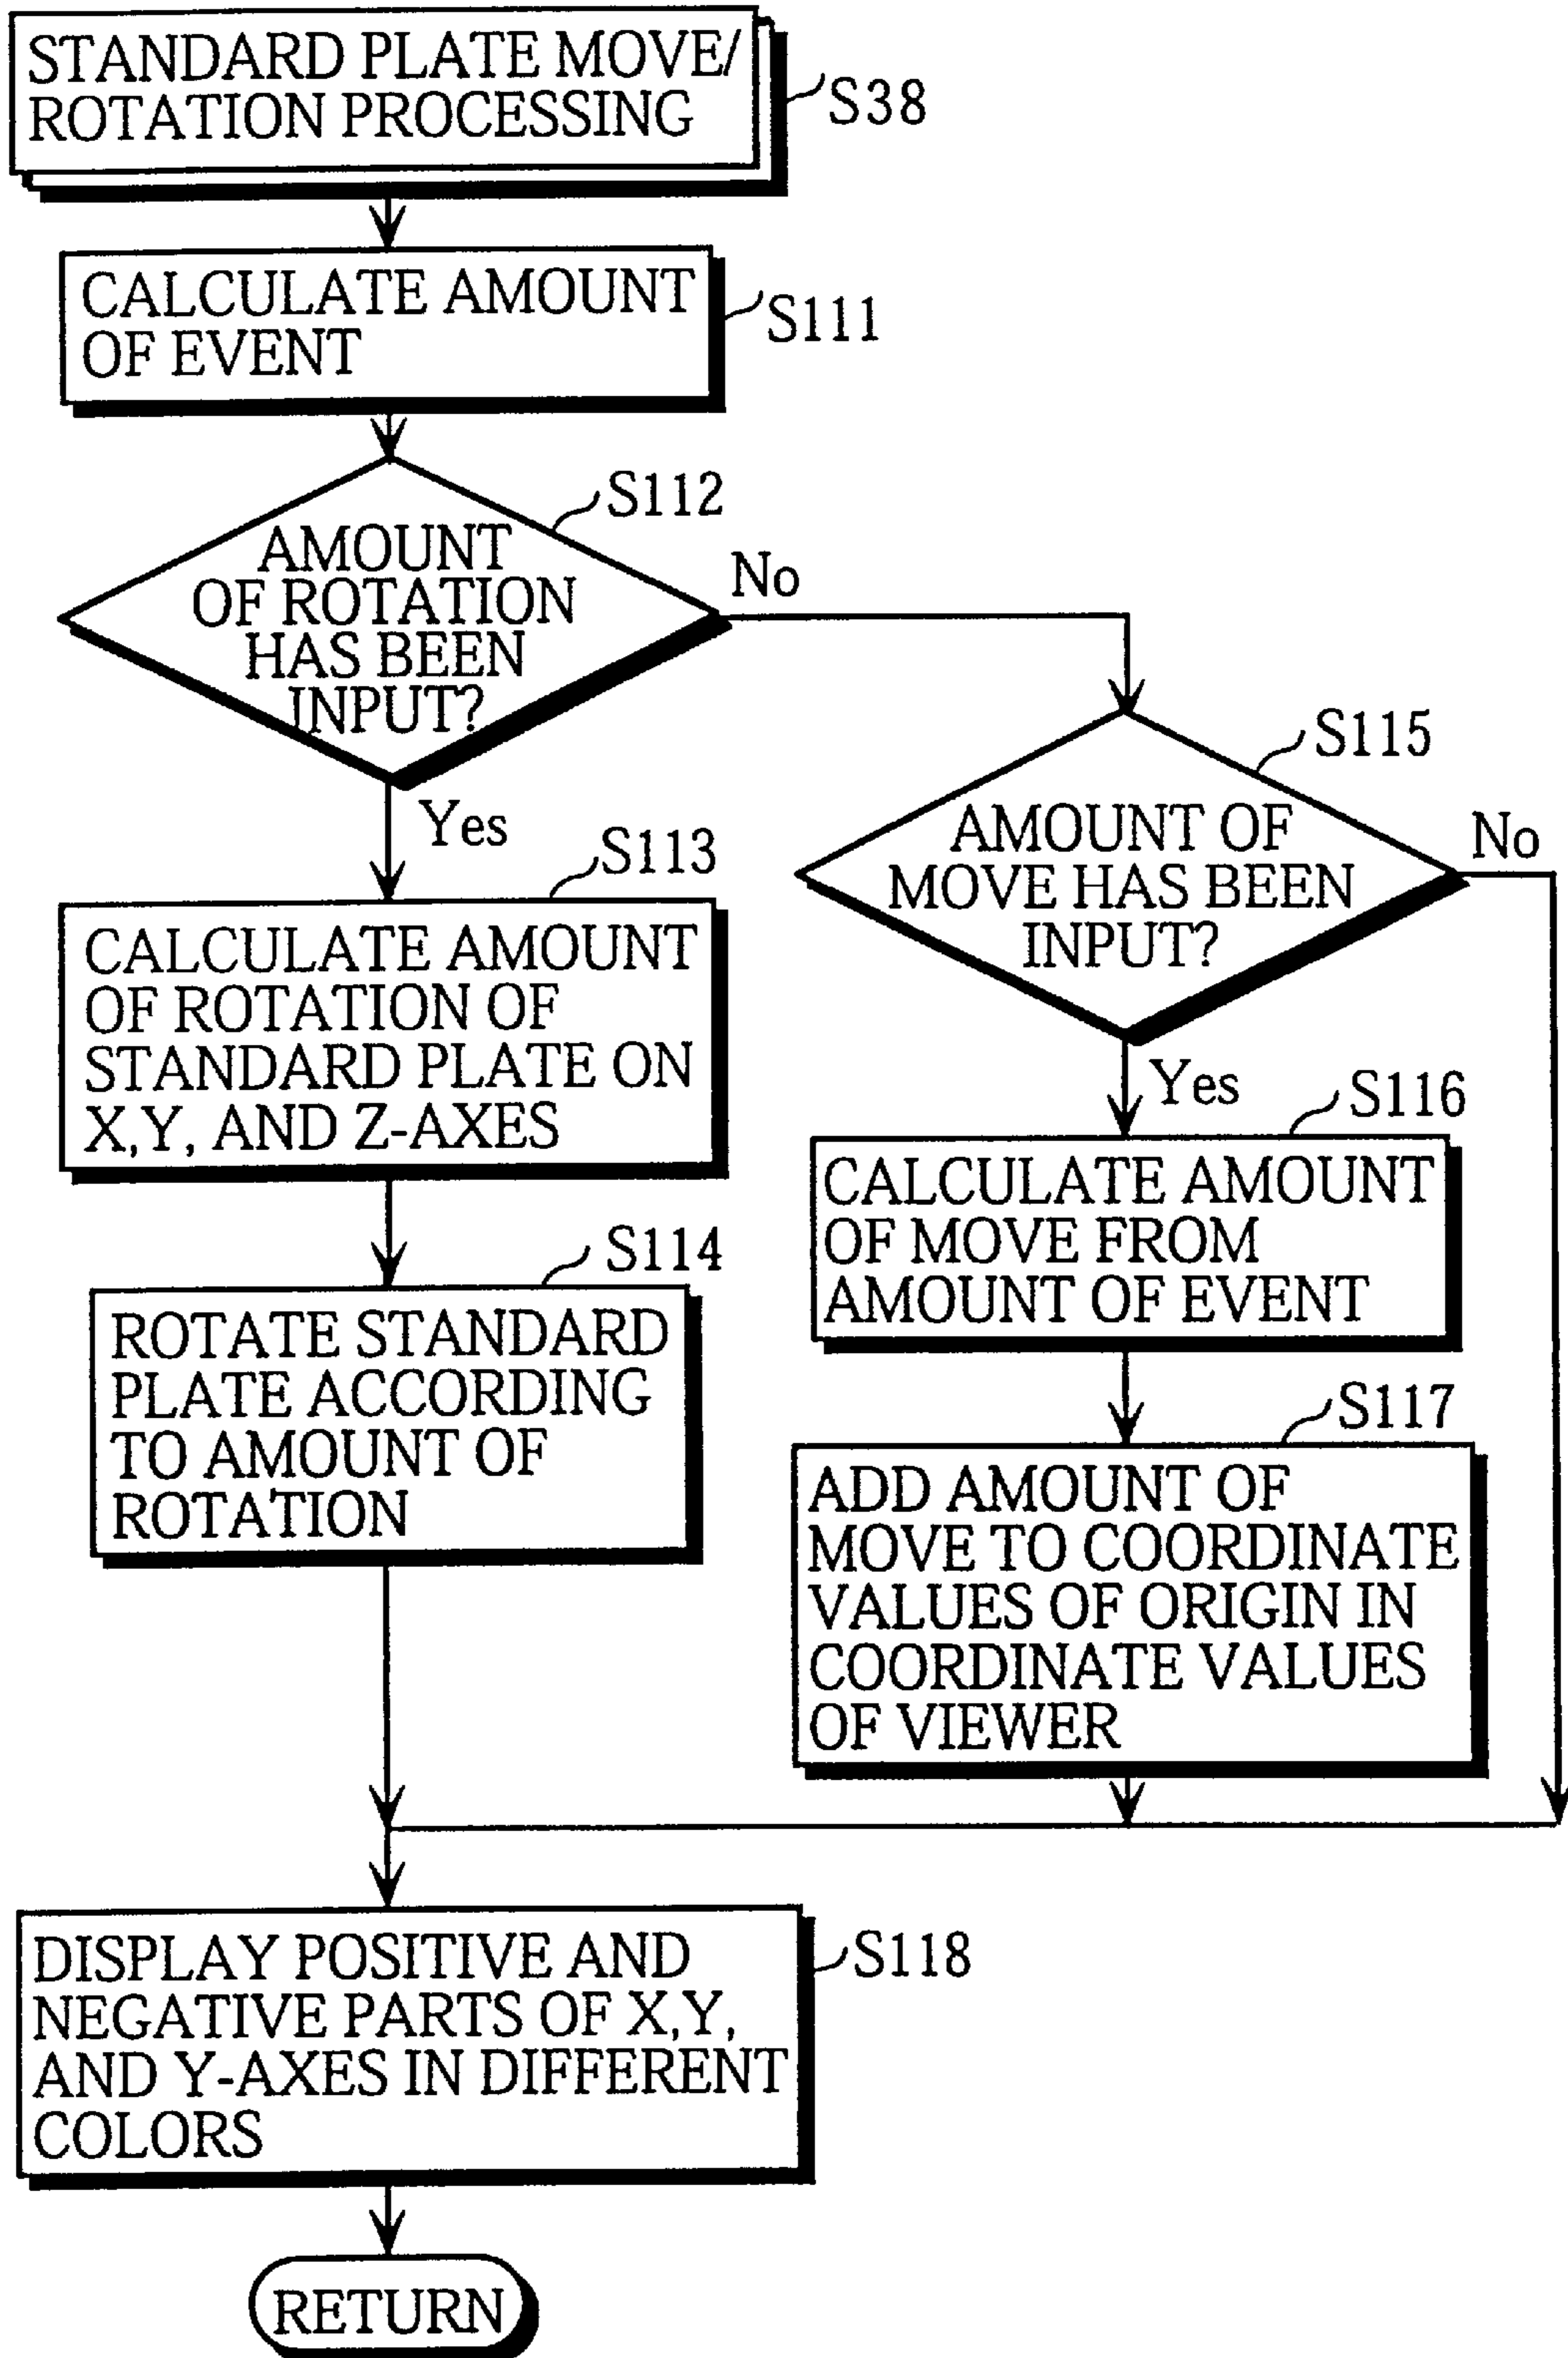 STANDARD PLATE MOVE/
ROTATION PROCESSING
S38
CALCULATE AMOUNT
OF EVENT
S111
S112
AMOUNT
OF ROTATION
HAS BEEN
INPUT?
No
Yes
S113
CALCULATE AMOUNT
OF ROTATION OF
STANDARD PLATE ON
X,Y, AND Z-AXES
S114
ROTATE STANDARD
PLATE ACCORDING
TO AMOUNT OF
ROTATION
S115
AMOUNT OF
MOVE HAS BEEN
INPUT?
No
Yes
S116
CALCULATE AMOUNT
OF MOVE FROM
AMOUNT OF EVENT
S117
ADD AMOUNT OF
MOVE TO COORDINATE
VALUES OF ORIGIN IN
COORDINATE VALUES
OF VIEWER
DISPLAY POSITIVE AND
NEGATIVE PARTS OF X,Y,
AND Y-AXES IN DIFFERENT
COLORS
S118
RETURN